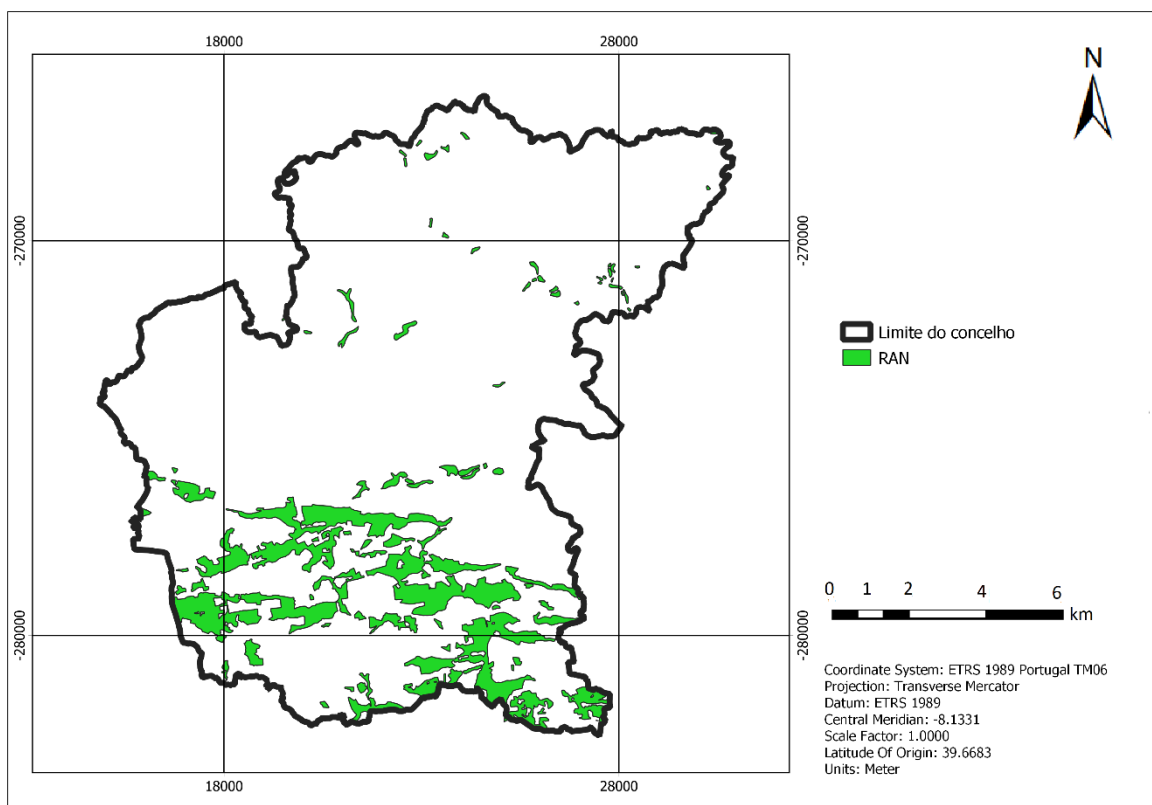 18000 28000
N
-270000 -270000
Limite do concelho
RAN
0 1 2 4 6
km
-280000 -280000
Coordinate System: ETRS 1989 Portugal TM06
Projection: Transverse Mercator
Datum: ETRS 1989
Central Meridian: -8.1331
Scale Factor: 1.0000
Latitude Of Origin: 39.6683
Units: Meter
18000 28000